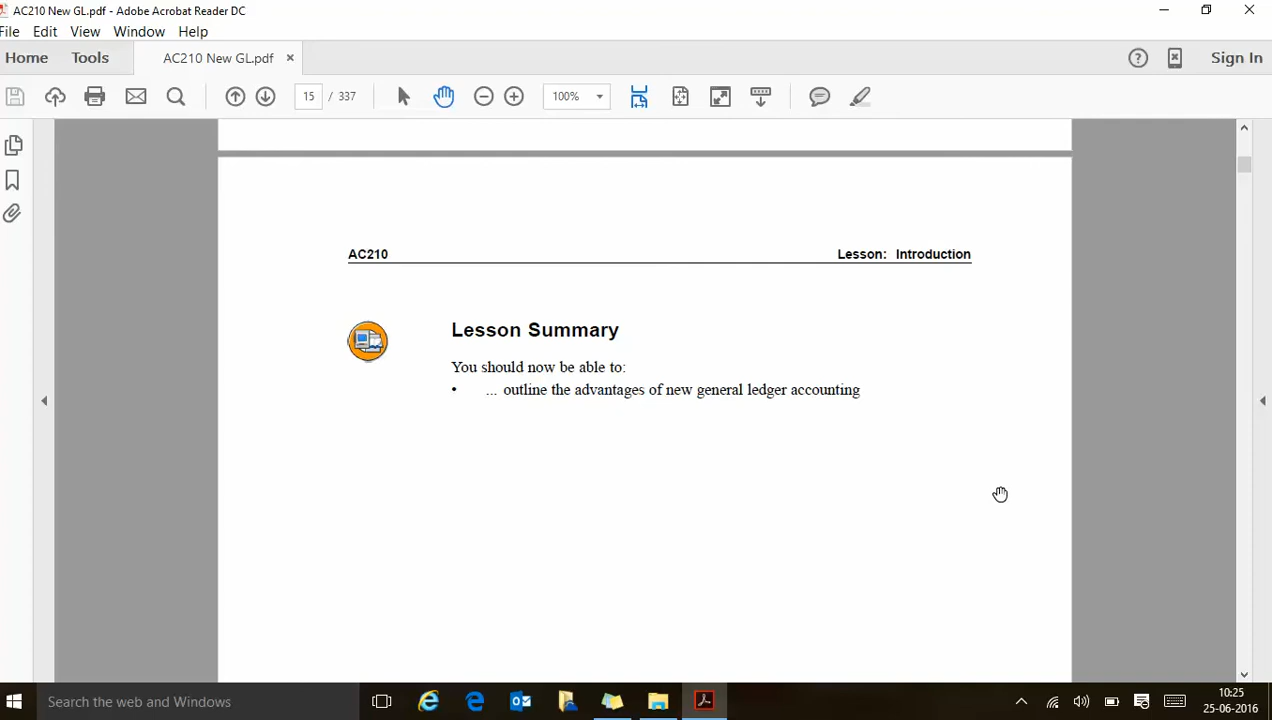 AC210 New GL.pdf - Adobe Acrobat Reader DC
File Edit View Window Help
Home Tools AC210 New GL.pdf × Sign In
15 / 337 100%
AC210 Lesson: Introduction
Lesson Summary
You should now be able to:
• ... outline the advantages of new general ledger accounting
Search the web and Windows
10:25
25-06-2016